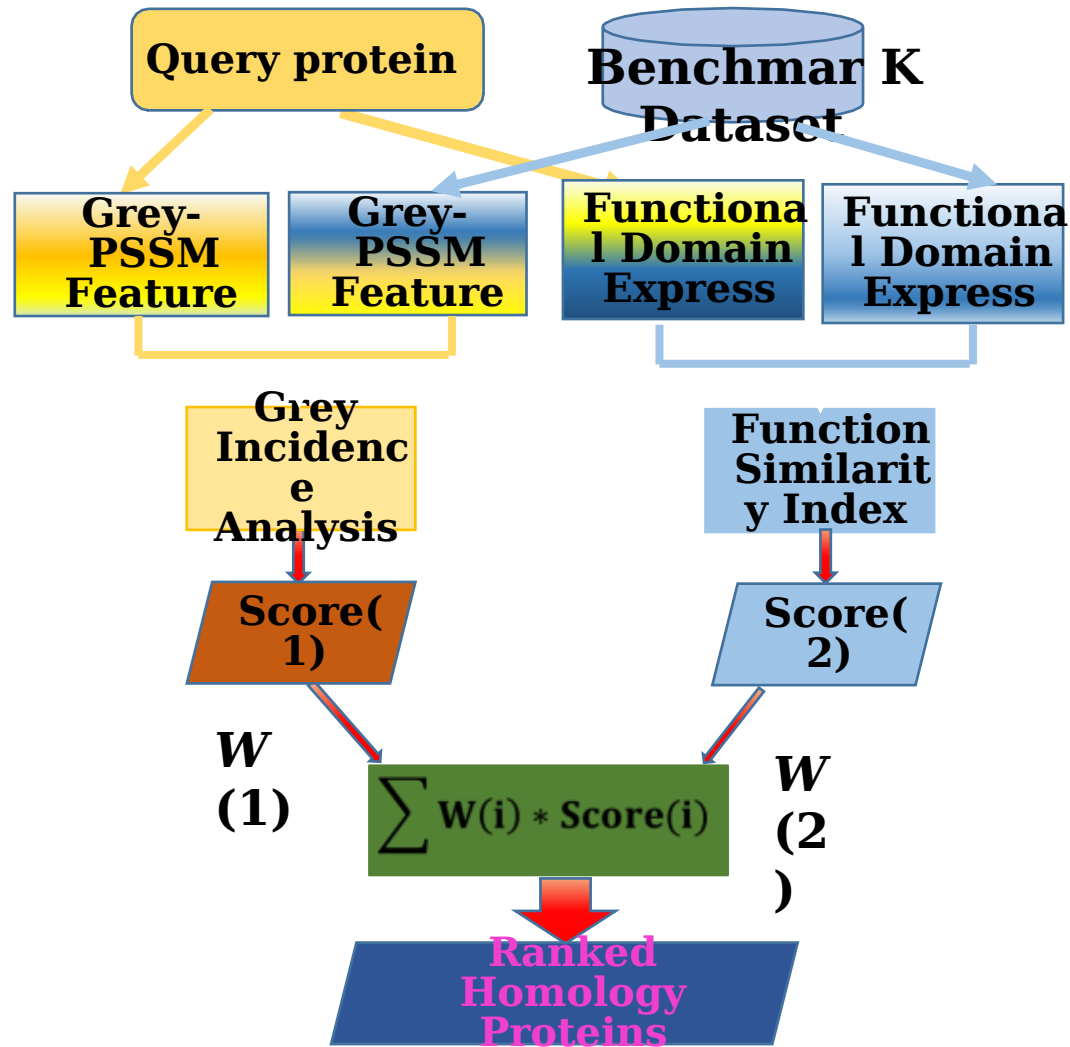 Query protein
Benchmar K
Dataset
Grey-
PSSM
Feature
Grey-
PSSM
Feature
Functiona
l Domain
Express
Functiona
l Domain
Express
Grey
Incidenc
e
Analysis
Function
Similarit
y Index
Score(
1)
Score(
2)
W
(1)
W
(2
)
∑ W(i) * Score(i)
Ranked
Homology
Proteins